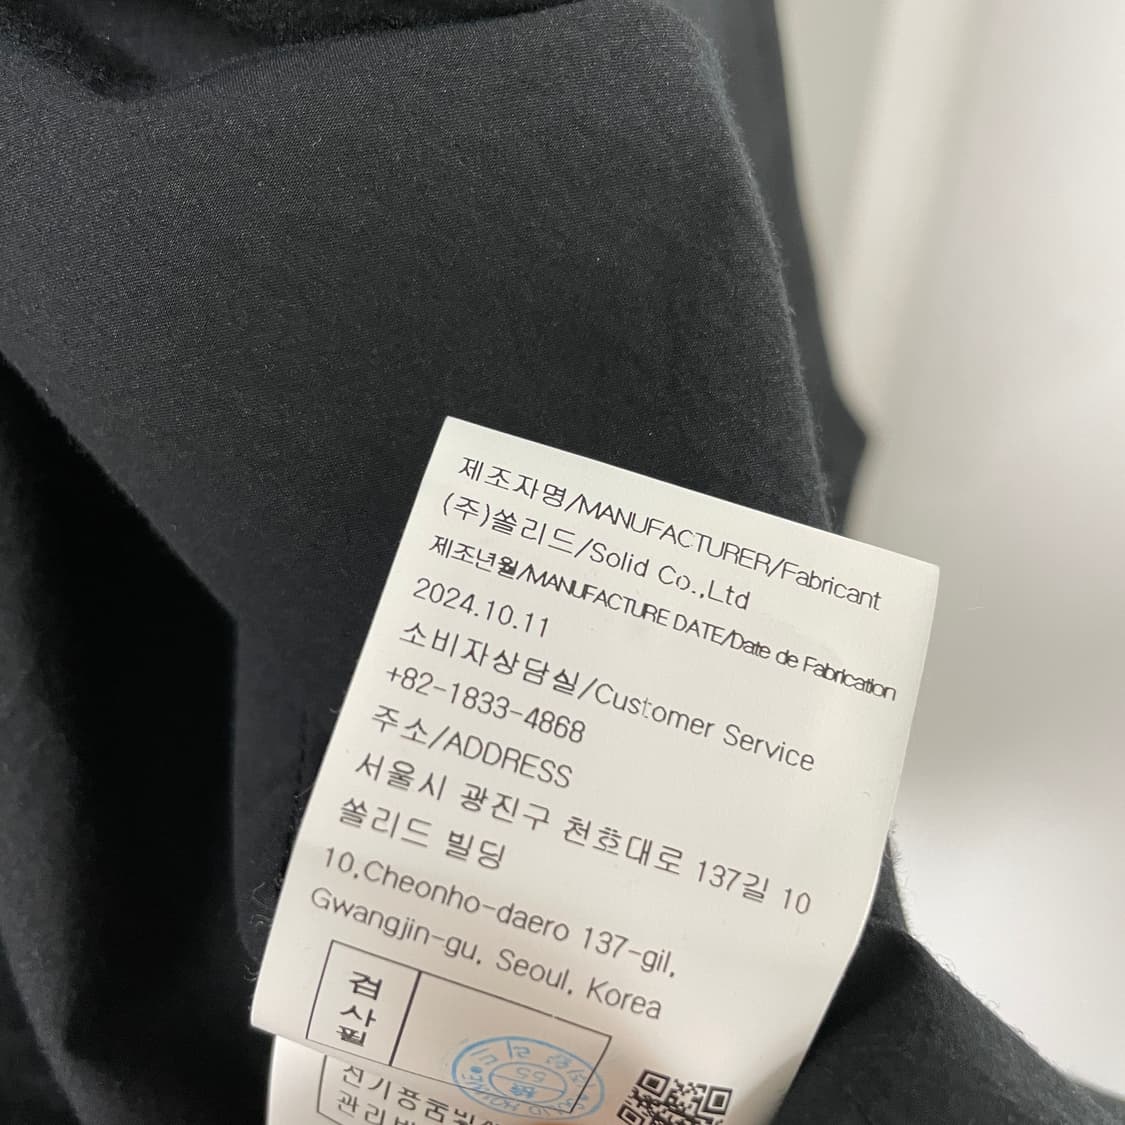 제조자명/MANUFACTURER/Fabricant
(주)쏠리드/Solid Co.,Ltd
제조년월/MANUFACTURE DATE/Date de Fabrication
2024.10.11
소비자상담실/Customer Service
+82-1833-4868
주소/ADDRESS
서울시 광진구 천호대로 137길 10
쏠리드 빌딩
10,Cheonho-daero 137-gil,
Gwangjin-gu, Seoul, Korea
검사필
55